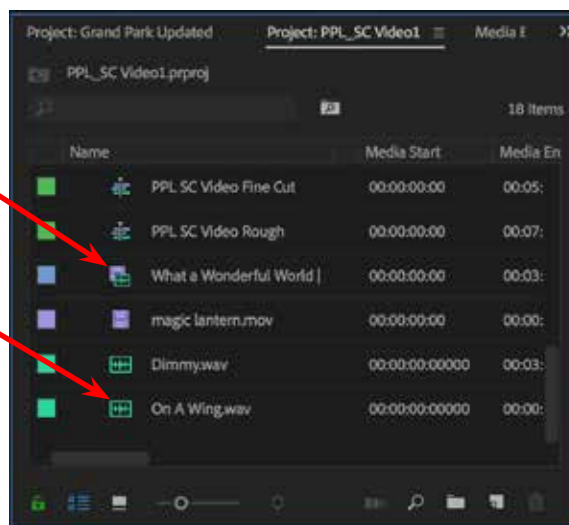 Project: Grand Park Updated Project: PPL_SC Video1 Media E
PPL_SC Video1.prproj
18 Items
Name Media Start Media En
PPL SC Video Fine Cut 00:00:00:00 00:05:
PPL SC Video Rough 00:00:00:00 00:07:
What a Wonderful World | 00:00:00:00 00:03:
magic lantern.mov 00:00:00:00 00:00:
Dimmy.wav 00:00:00:00000 00:03:
On A Wing.wav 00:00:00:00000 00:00: